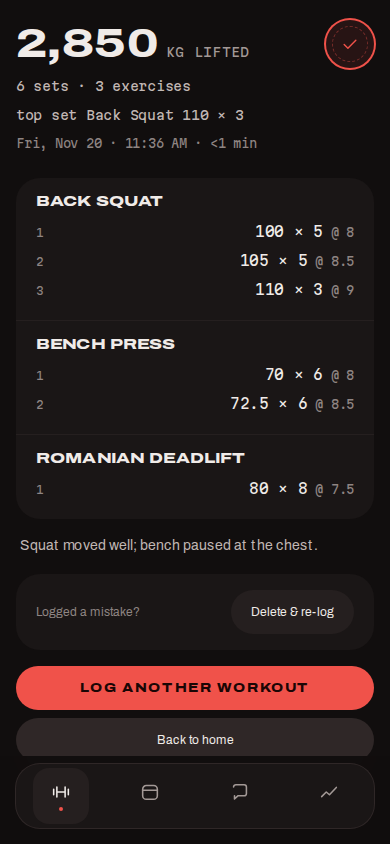 2,850 KG LIFTED
6 sets · 3 exercises
top set Back Squat 110 × 3
Fri, Nov 20 · 11:36 AM · <1 min
BACK SQUAT
1 100 × 5 @ 8
2 105 × 5 @ 8.5
3 110 × 3 @ 9
BENCH PRESS
1 70 × 6 @ 8
2 72.5 × 6 @ 8.5
ROMANIAN DEADLIFT
1 80 × 8 @ 7.5
Squat moved well; bench paused at the chest.
Logged a mistake? Delete & re-log
LOG ANOTHER WORKOUT
Back to home